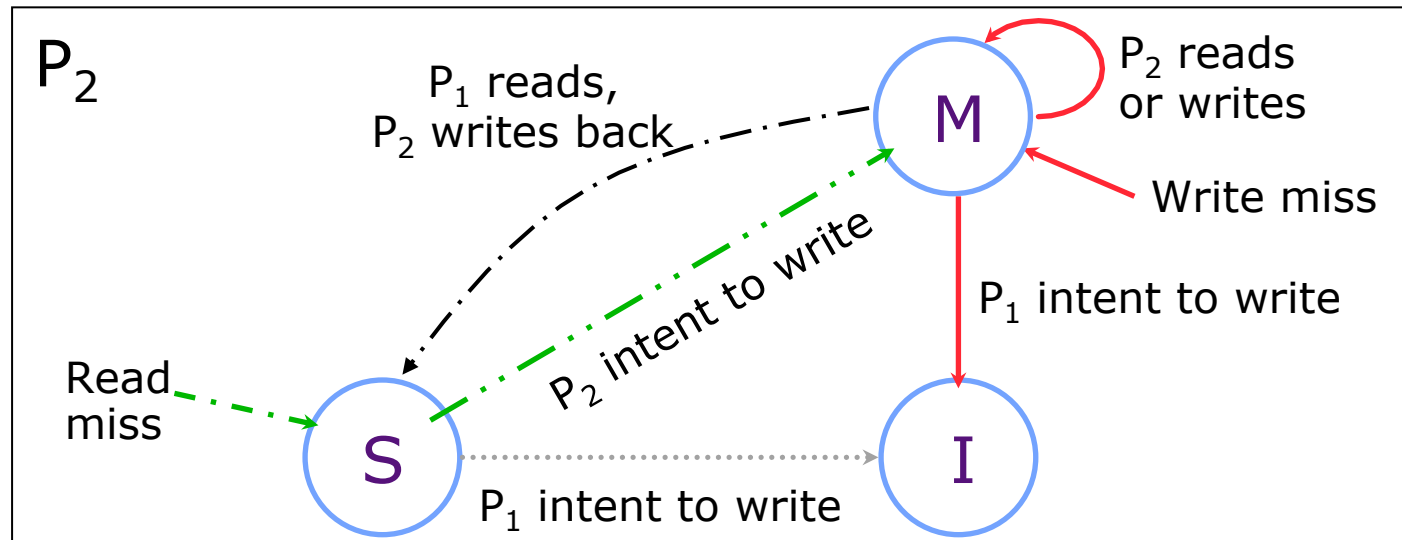 P₂
P₁ reads,
P₂ writes back
M
P₂ reads
or writes
Write miss
P₂ intent to write
P₁ intent to write
Read
miss
S
I
P₁ intent to write